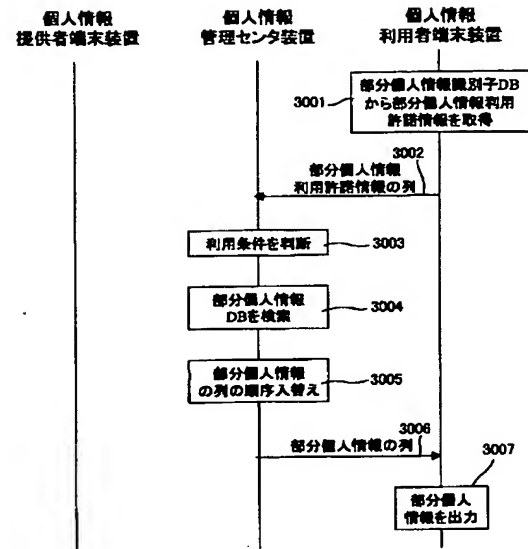 個人情報
提供者端末装置
個人情報
管理センタ装置
個人情報
利用者端末装置
3001
部分個人情報識別子DB
から部分個人情報利用
許諾情報を取得
3002
部分個人情報
利用許諾情報の列
利用条件を判断
3003
部分個人情報
DBを検索
3004
部分個人情報
の列の順序入替え
3005
3006
部分個人情報の列
3007
部分個人
情報を出力